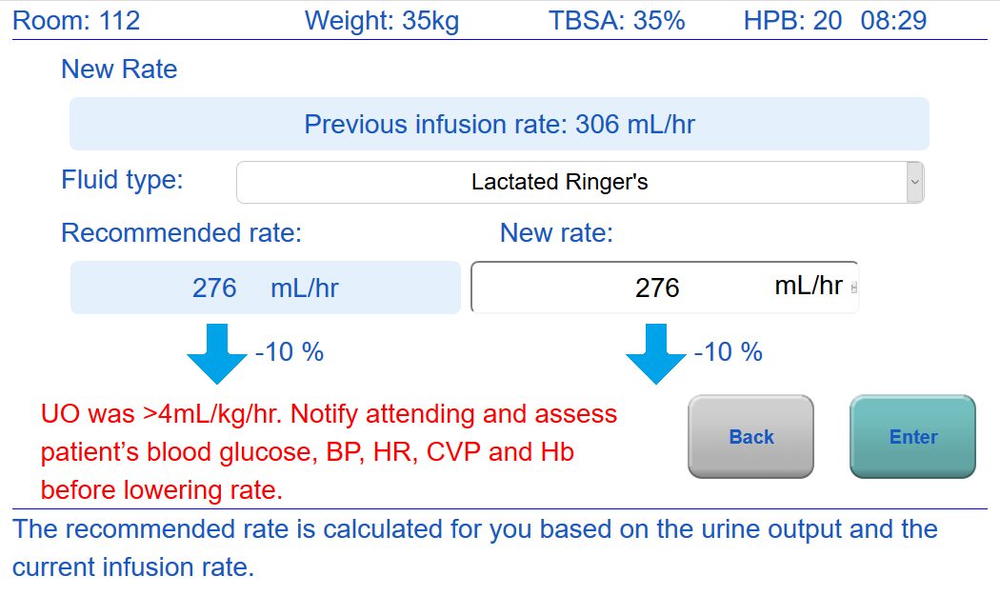 Room: 112 Weight: 35kg TBSA: 35% HPB: 20 08:29
New Rate
Previous infusion rate: 306 mL/hr
Fluid type: Lactated Ringer's
Recommended rate: New rate:
276 mL/hr 276 mL/hr
-10 % -10 %
UO was >4mL/kg/hr. Notify attending and assess
patient’s blood glucose, BP, HR, CVP and Hb
before lowering rate.
Back Enter
The recommended rate is calculated for you based on the urine output and the
current infusion rate.